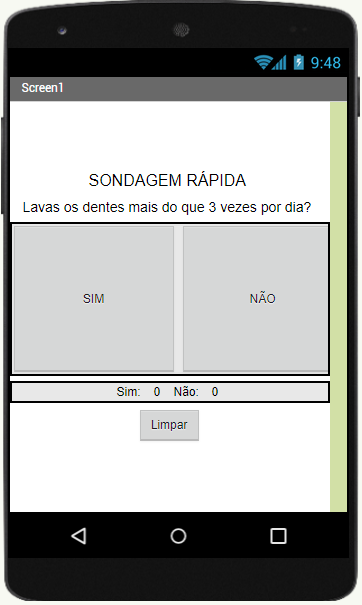 9:48
Screen1
SONDAGEM RÁPIDA
Lavas os dentes mais do que 3 vezes por dia?
SIM NÃO
Sim: 0 Não: 0
Limpar